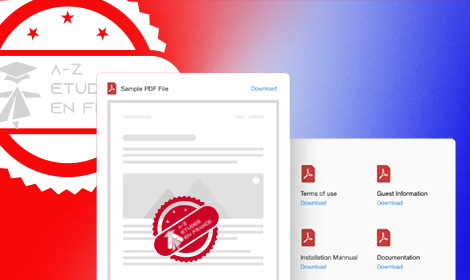 A-Z
ETUDES
EN F
Sample PDF File
Download
A-Z
ETUDES
EN FRANCE
Terms of use
Download
Guest Information
Download
Installation Mannual
Download
Documentation
Download